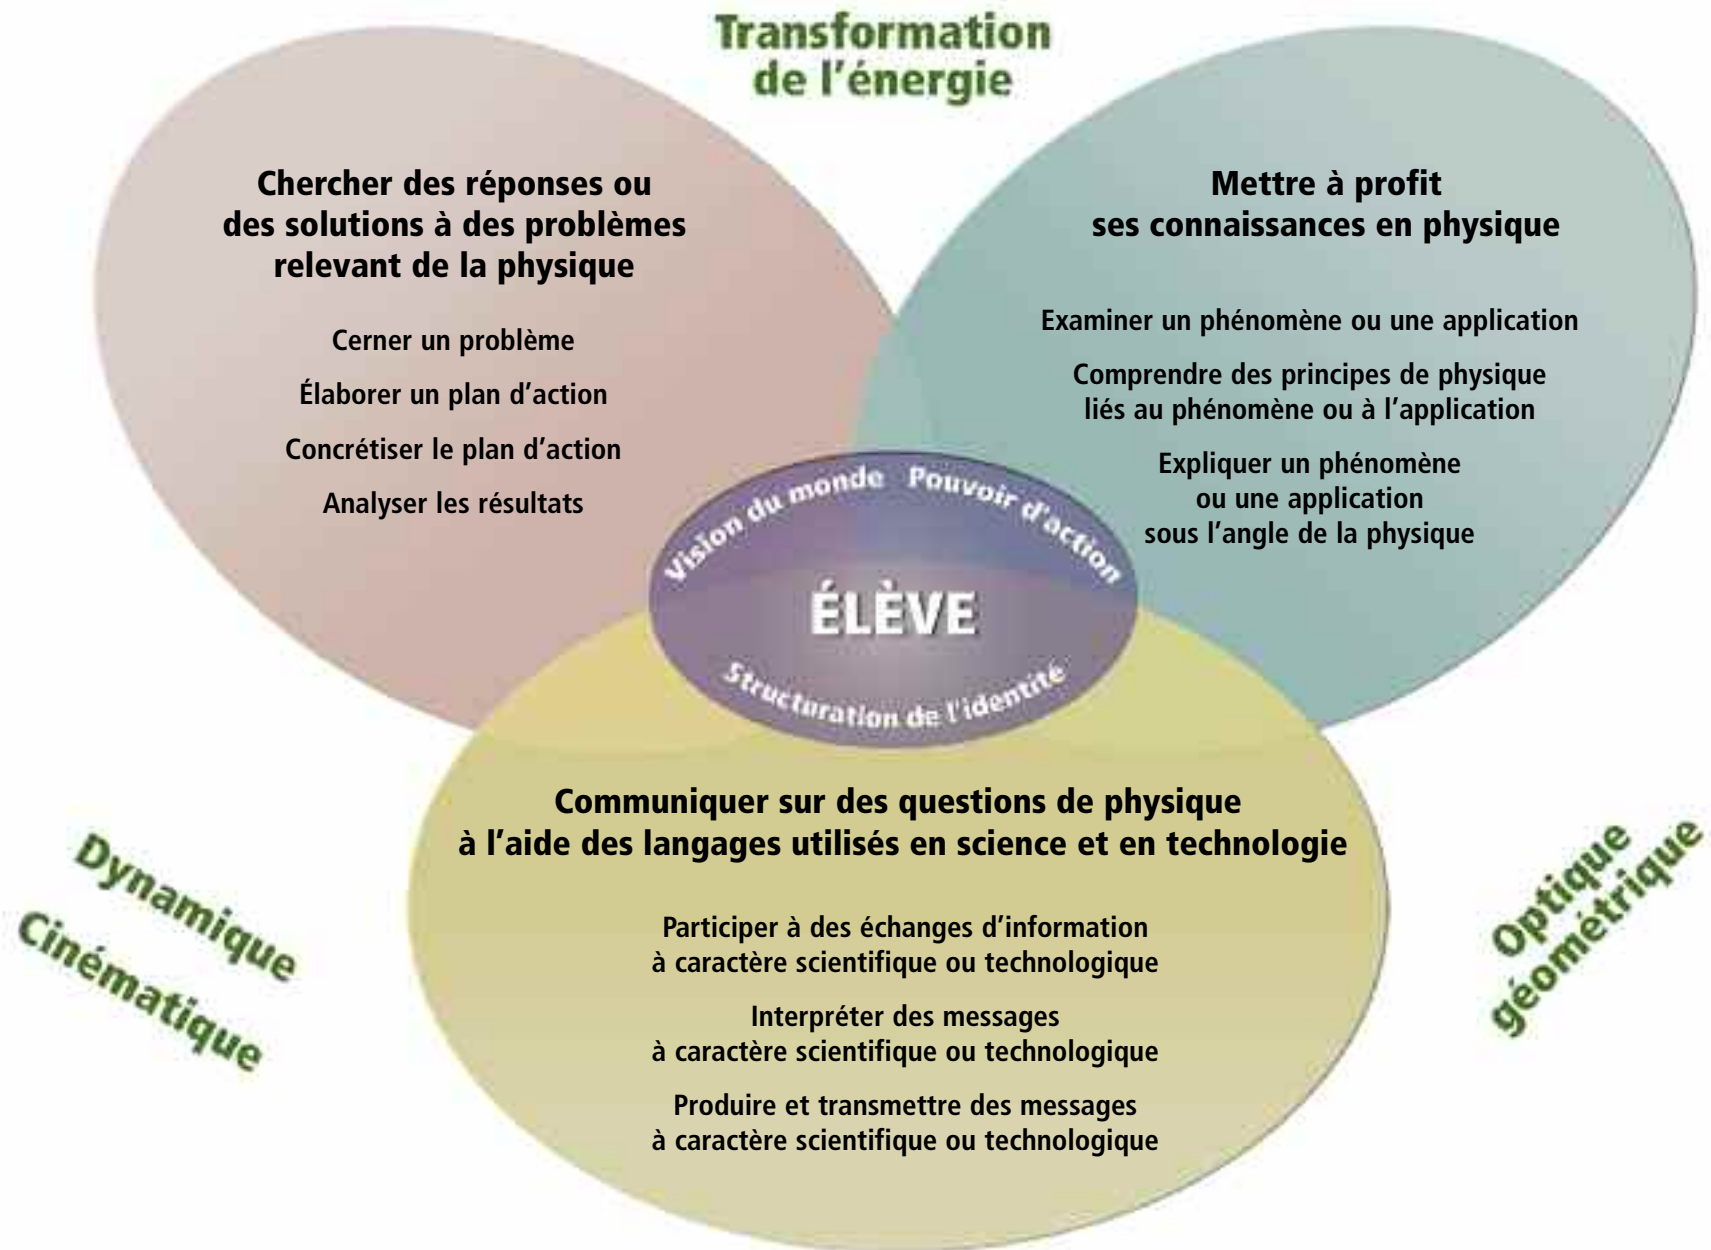 Transformation
de l'énergie
Chercher des réponses ou
des solutions à des problèmes
relevant de la physique
Cerner un problème
Élaborer un plan d'action
Concrétiser le plan d'action
Analyser les résultats
Mettre à profit
ses connaissances en physique
Examiner un phénomène ou une application
Comprendre des principes de physique
liés au phénomène ou à l'application
Expliquer un phénomène
ou une application
sous l'angle de la physique
Vision du monde
Pouvoir d'action
ÉLÈVE
Structuration de l'identité
Communiquer sur des questions de physique
à l'aide des langages utilisés en science et en technologie
Participer à des échanges d'information
à caractère scientifique ou technologique
Interpréter des messages
à caractère scientifique ou technologique
Produire et transmettre des messages
à caractère scientifique ou technologique
Dynamique
Cinématique
Optique
géométrique